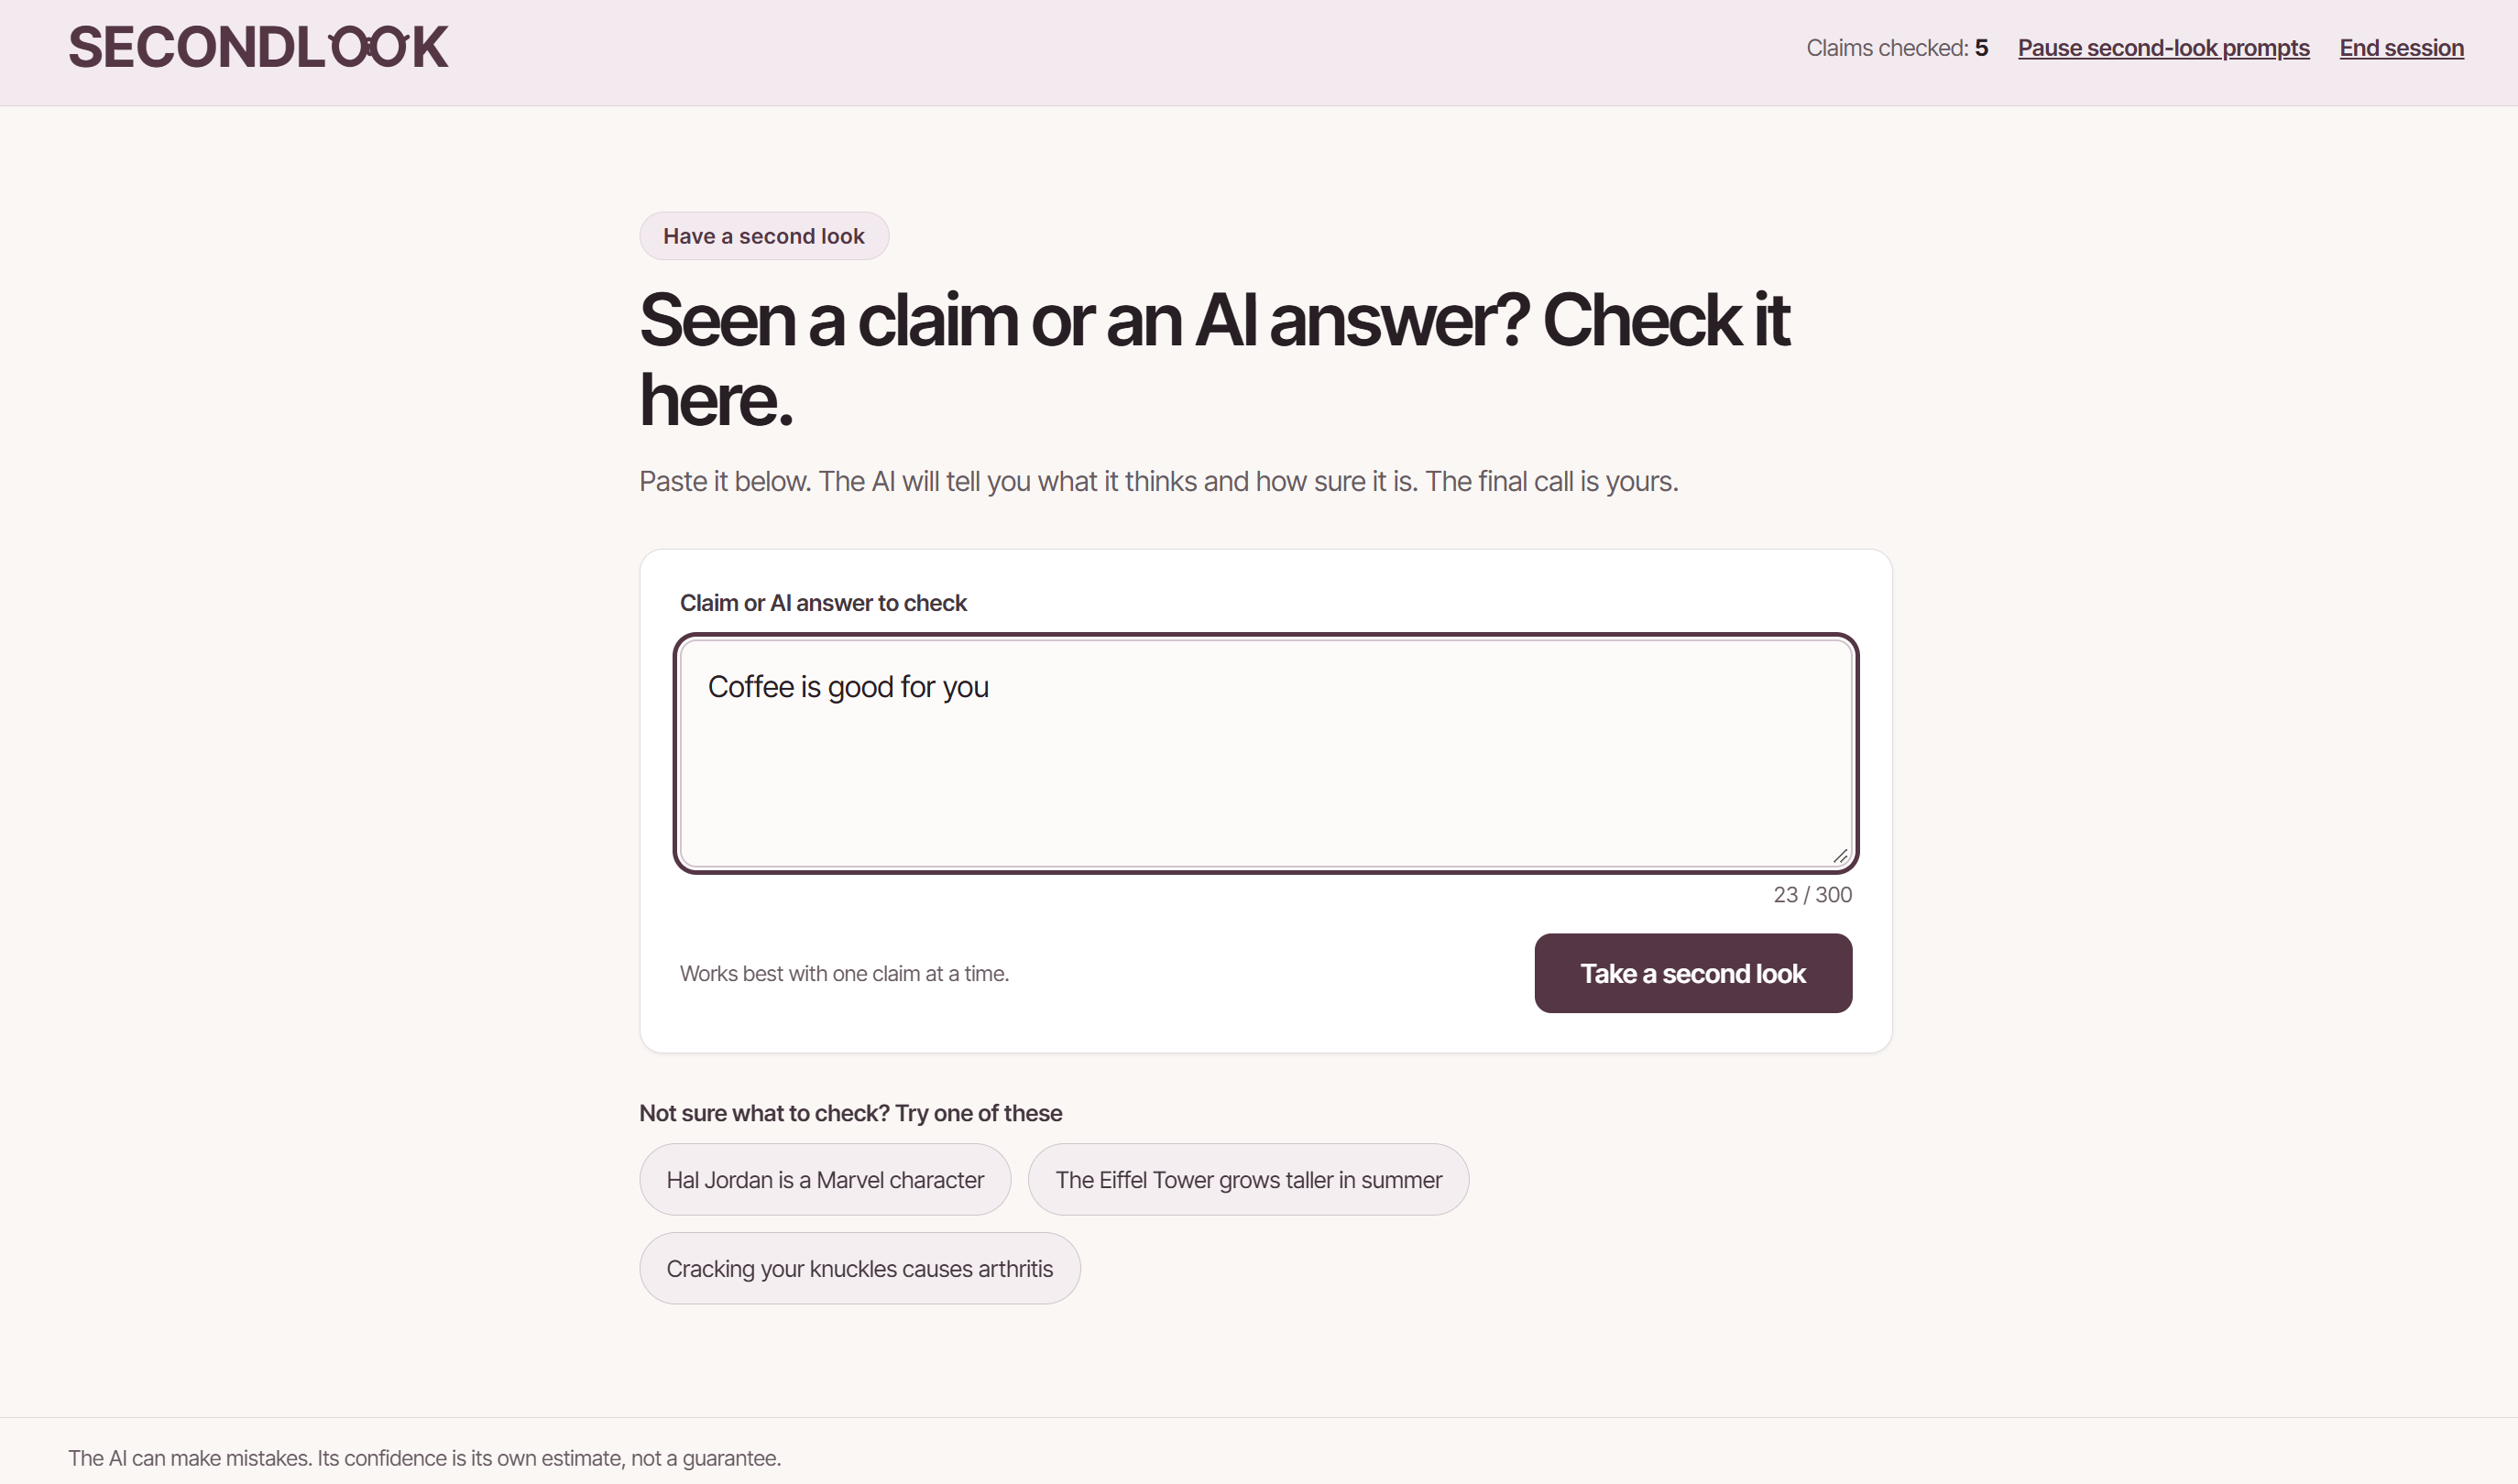 SECONDLOOK
Claims checked: 5 Pause second-look prompts End session
Have a second look
Seen a claim or an AI answer? Check it
here.
Paste it below. The AI will tell you what it thinks and how sure it is. The final call is yours.
Claim or AI answer to check
Coffee is good for you
23 / 300
Works best with one claim at a time.
Take a second look
Not sure what to check? Try one of these
Hal Jordan is a Marvel character
The Eiffel Tower grows taller in summer
Cracking your knuckles causes arthritis
The AI can make mistakes. Its confidence is its own estimate, not a guarantee.